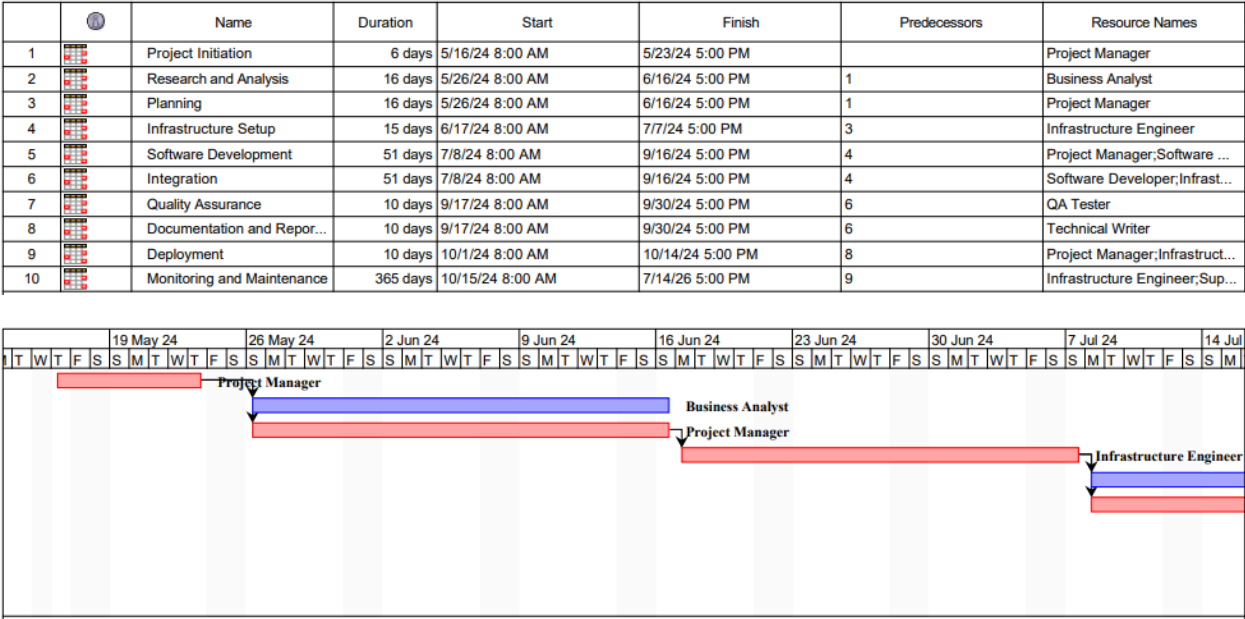 Name Duration Start Finish Predecessors Resource Names
1 Project Initiation 6 days 5/16/24 8:00 AM 5/23/24 5:00 PM Project Manager
2 Research and Analysis 16 days 5/26/24 8:00 AM 6/16/24 5:00 PM 1 Business Analyst
3 Planning 16 days 5/26/24 8:00 AM 6/16/24 5:00 PM 1 Project Manager
4 Infrastructure Setup 15 days 6/17/24 8:00 AM 7/7/24 5:00 PM 3 Infrastructure Engineer
5 Software Development 51 days 7/8/24 8:00 AM 9/16/24 5:00 PM 4 Project Manager;Software ...
6 Integration 51 days 7/8/24 8:00 AM 9/16/24 5:00 PM 4 Software Developer;Infrast...
7 Quality Assurance 10 days 9/17/24 8:00 AM 9/30/24 5:00 PM 6 QA Tester
8 Documentation and Repor... 10 days 9/17/24 8:00 AM 9/30/24 5:00 PM 6 Technical Writer
9 Deployment 10 days 10/1/24 8:00 AM 10/14/24 5:00 PM 8 Project Manager;Infrastruct...
10 Monitoring and Maintenance 365 days 10/15/24 8:00 AM 7/14/26 5:00 PM 9 Infrastructure Engineer;Sup...
19 May 24 26 May 24 2 Jun 24 9 Jun 24 16 Jun 24 23 Jun 24 30 Jun 24 7 Jul 24 14 Jul
T W T F S S M T W T F S S M T W T F S S M T W T F S S M T W T F S S M T W T F S S M T W T F S S M T W T F S S M T W T F S S M
Project Manager
Business Analyst
Project Manager
Infrastructure Engineer